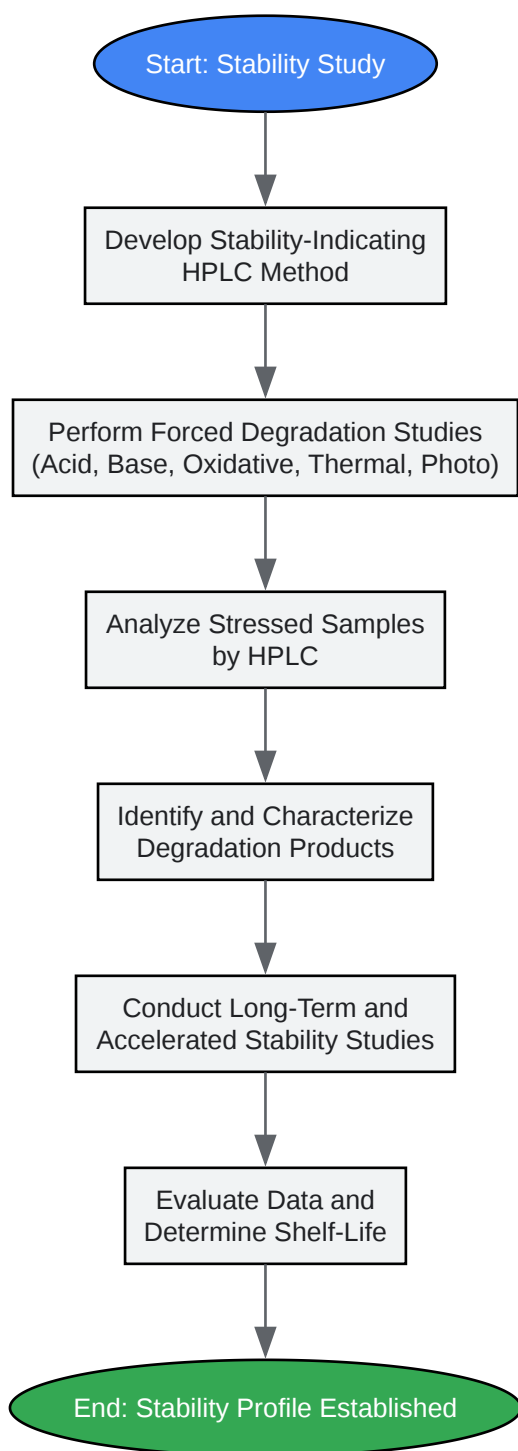 Start: Stability Study
Develop Stability-Indicating
HPLC Method
Perform Forced Degradation Studies
(Acid, Base, Oxidative, Thermal, Photo)
Analyze Stressed Samples
by HPLC
Identify and Characterize
Degradation Products
Conduct Long-Term and
Accelerated Stability Studies
Evaluate Data and
Determine Shelf-Life
End: Stability Profile Established